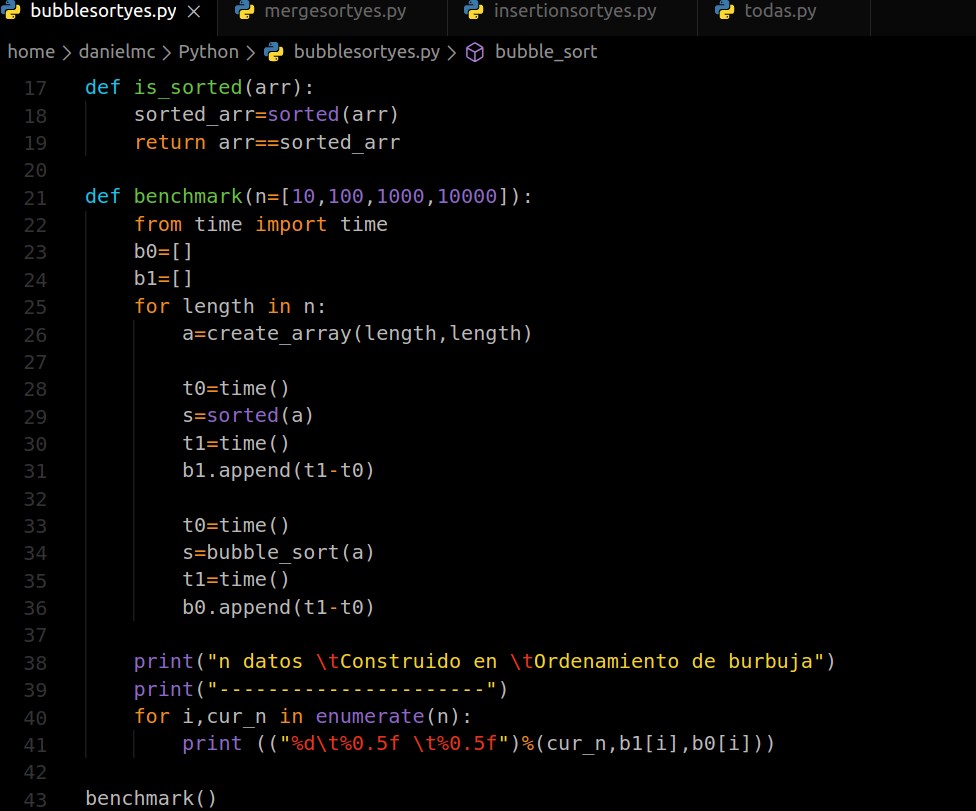 bubblesortyes.py × mergesortyes.py insertionsortyes.py todas.py
home > danielmc > Python > bubblesortyes.py > bubble_sort
17 def is_sorted(arr):
18 sorted_arr=sorted(arr)
19 return arr==sorted_arr
20
21 def benchmark(n=[10,100,1000,10000]):
22 from time import time
23 b0=[]
24 b1=[]
25 for length in n:
26 a=create_array(length,length)
27
28 t0=time()
29 s=sorted(a)
30 t1=time()
31 b1.append(t1-t0)
32
33 t0=time()
34 s=bubble_sort(a)
35 t1=time()
36 b0.append(t1-t0)
37
38 print("n datos \tConstruido en \tOrdenamiento de burbuja")
39 print("----------------------")
40 for i,cur_n in enumerate(n):
41 print (("%d\t%0.5f \t%0.5f")%(cur_n,b1[i],b0[i]))
42
43 benchmark()